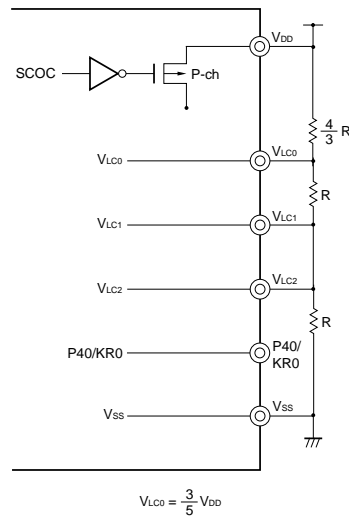 VDD
SCOC
P-ch
4/3 R
VLC0
VLC0
R
VLC1
VLC1
VLC2
VLC2
R
P40/KR0
P40/
KR0
VSS
VSS
VLC0 = 3/5 VDD